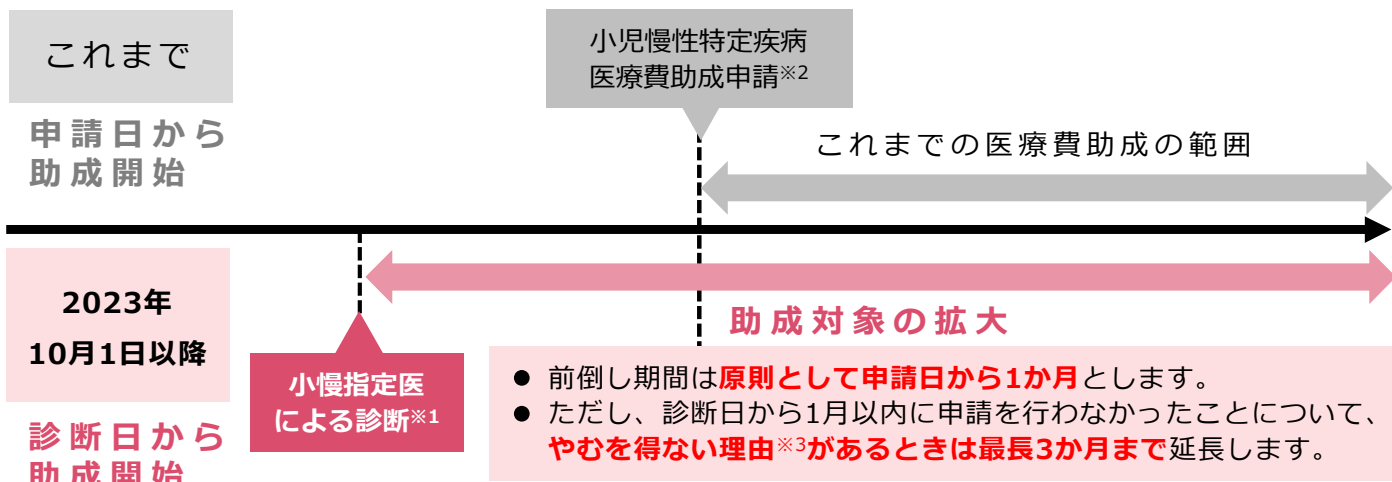 これまで
申請日から
助成開始
小児慢性特定疾病
医療費助成申請※2
これまでの医療費助成の範囲
2023年
10月1日以降
診断日から
助成開始
小慢指定医
による診断※1
助成対象の拡大
● 前倒し期間は原則として申請日から1か月とします。
● ただし、診断日から1月以内に申請を行わなかったことについて、
やむを得ない理由※3があるときは最長3か月まで延長します。